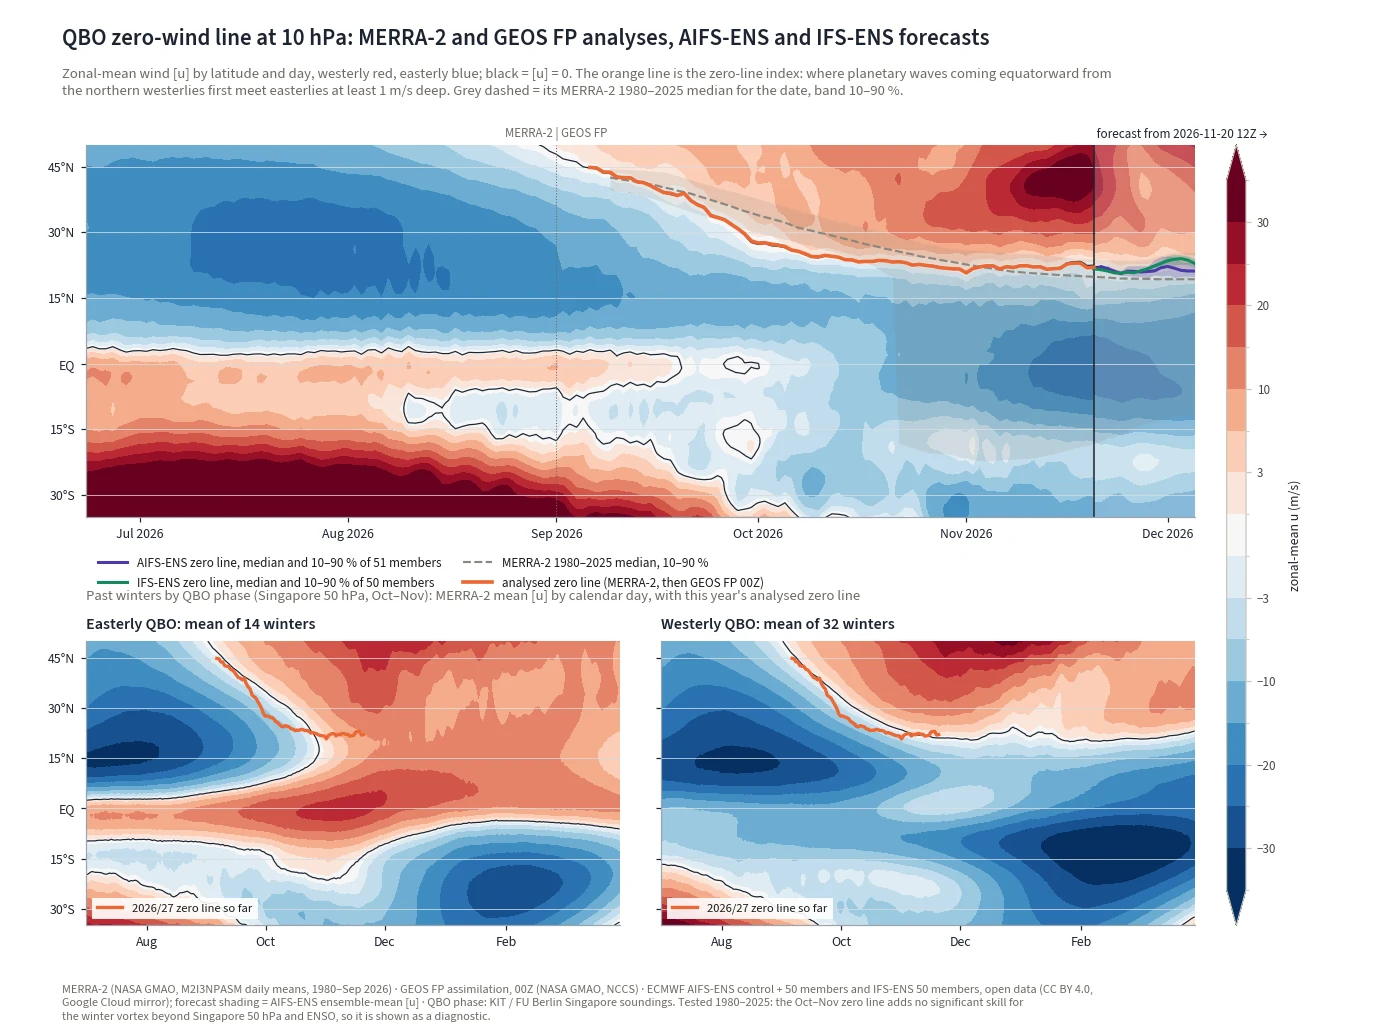 QBO zero-wind line at 10 hPa: MERRA-2 and GEOS FP analyses, AIFS-ENS and IFS-ENS forecasts
Zonal-mean wind [u] by latitude and day, westerly red, easterly blue; black = [u] = 0. The orange line is the zero-line index: where planetary waves coming equatorward from
the northern westerlies first meet easterlies at least 1 m/s deep. Grey dashed = its MERRA-2 1980–2025 median for the date, band 10–90 %.
MERRA-2 | GEOS FP
forecast from 2026-11-20 12Z →
45°N
30°N
15°N
EQ
15°S
30°S
Jul 2026
Aug 2026
Sep 2026
Oct 2026
Nov 2026
Dec 2026
30
20
10
3
−3
−10
−20
−30
zonal-mean u (m/s)
AIFS-ENS zero line, median and 10–90 % of 51 members
IFS-ENS zero line, median and 10–90 % of 50 members
MERRA-2 1980–2025 median, 10–90 %
analysed zero line (MERRA-2, then GEOS FP 00Z)
Past winters by QBO phase (Singapore 50 hPa, Oct–Nov): MERRA-2 mean [u] by calendar day, with this year's analysed zero line
Easterly QBO: mean of 14 winters
45°N
30°N
15°N
EQ
15°S
30°S
2026/27 zero line so far
Aug
Oct
Dec
Feb
Westerly QBO: mean of 32 winters
2026/27 zero line so far
Aug
Oct
Dec
Feb
MERRA-2 (NASA GMAO, M2I3NPASM daily means, 1980–Sep 2026) · GEOS FP assimilation, 00Z (NASA GMAO, NCCS) · ECMWF AIFS-ENS control + 50 members and IFS-ENS 50 members, open data (CC BY 4.0,
Google Cloud mirror); forecast shading = AIFS-ENS ensemble-mean [u] · QBO phase: KIT / FU Berlin Singapore soundings. Tested 1980–2025: the Oct–Nov zero line adds no significant skill for
the winter vortex beyond Singapore 50 hPa and ENSO, so it is shown as a diagnostic.